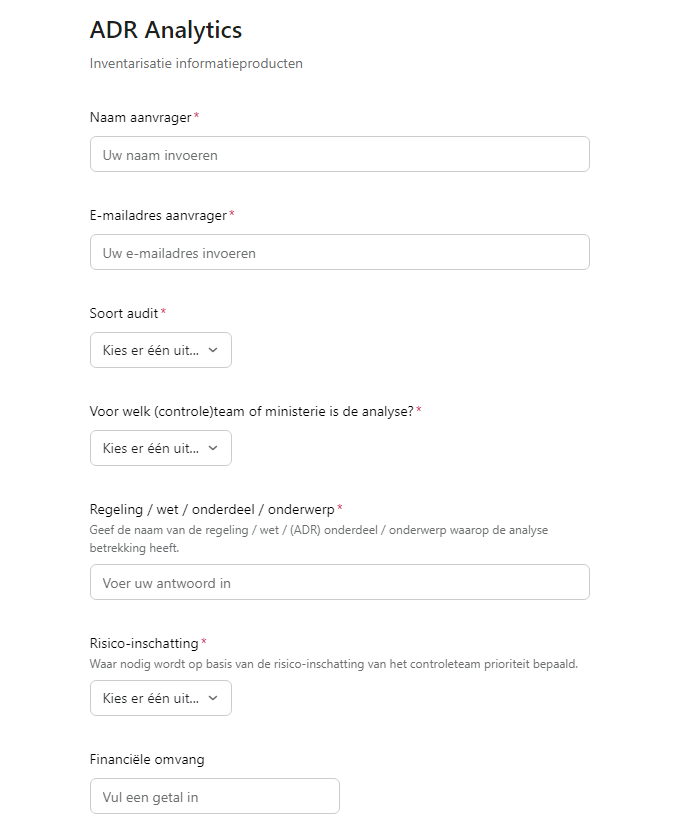 ADR Analytics
Inventarisatie informatieproducten
Naam aanvrager*
Uw naam invoeren
E-mailadres aanvrager*
Uw e-mailadres invoeren
Soort audit*
Kies er één uit...
Voor welk (controle)team of ministerie is de analyse?*
Kies er één uit...
Regeling / wet / onderdeel / onderwerp*
Geef de naam van de regeling / wet / (ADR) onderdeel / onderwerp waarop de analyse
betrekking heeft.
Voer uw antwoord in
Risico-inschatting*
Waar nodig wordt op basis van de risico-inschatting van het controleteam prioriteit bepaald.
Kies er één uit...
Financiële omvang
Vul een getal in